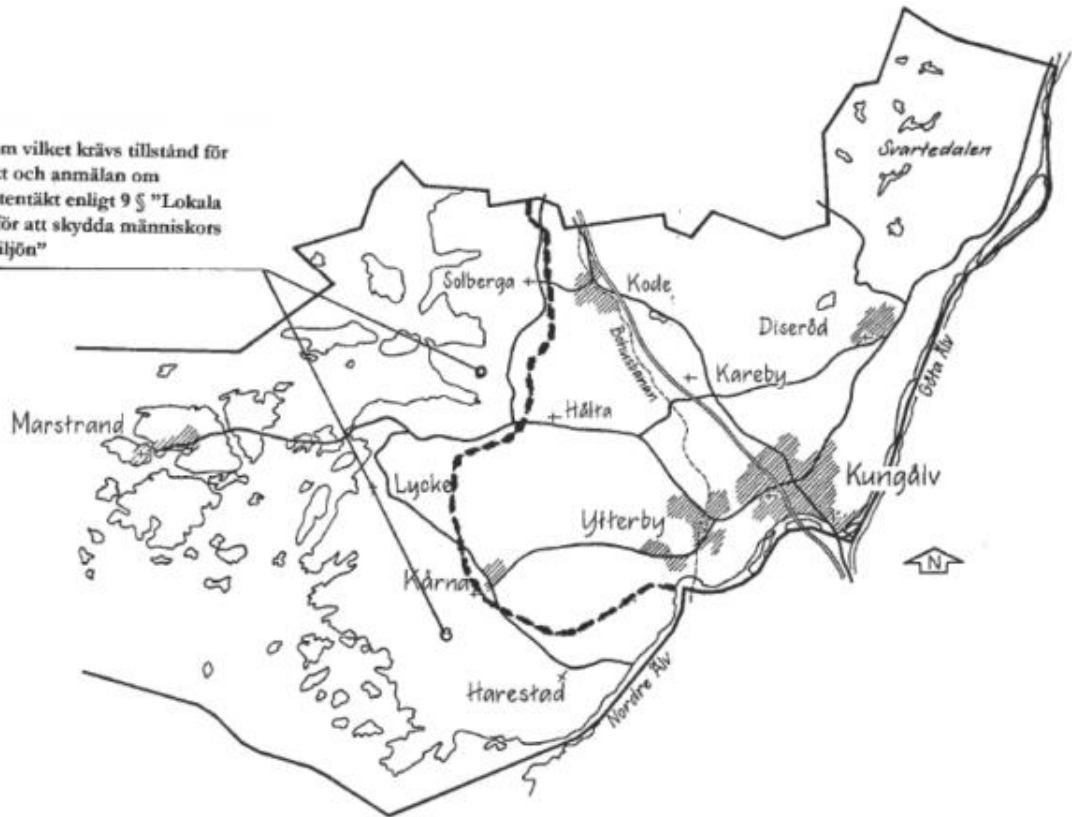 m vilket krävs tillstånd för
t och anmälan om
tentäkt enligt 9 § "Lokala
för att skydda människors
iljön"
Svartedalen
Solberga
Kode
Diseröd
Bohusbanan
Göta Älv
Kareby
Marstrand
Hålta
Lycke
Kungälv
Ytterby
N
Kärna
Harestad
Nordre Älv